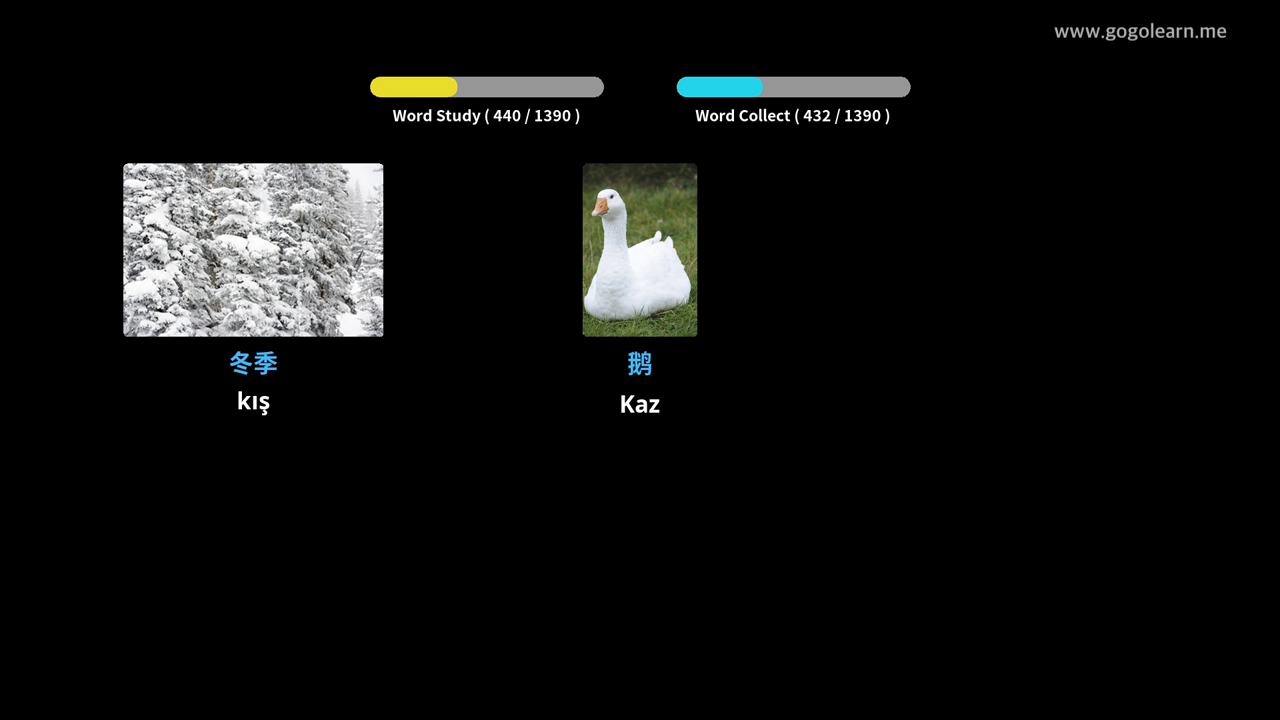 www.gogolearn.me
Word Study ( 440 / 1390 )
Word Collect ( 432 / 1390 )
冬季
kış
鹅
Kaz